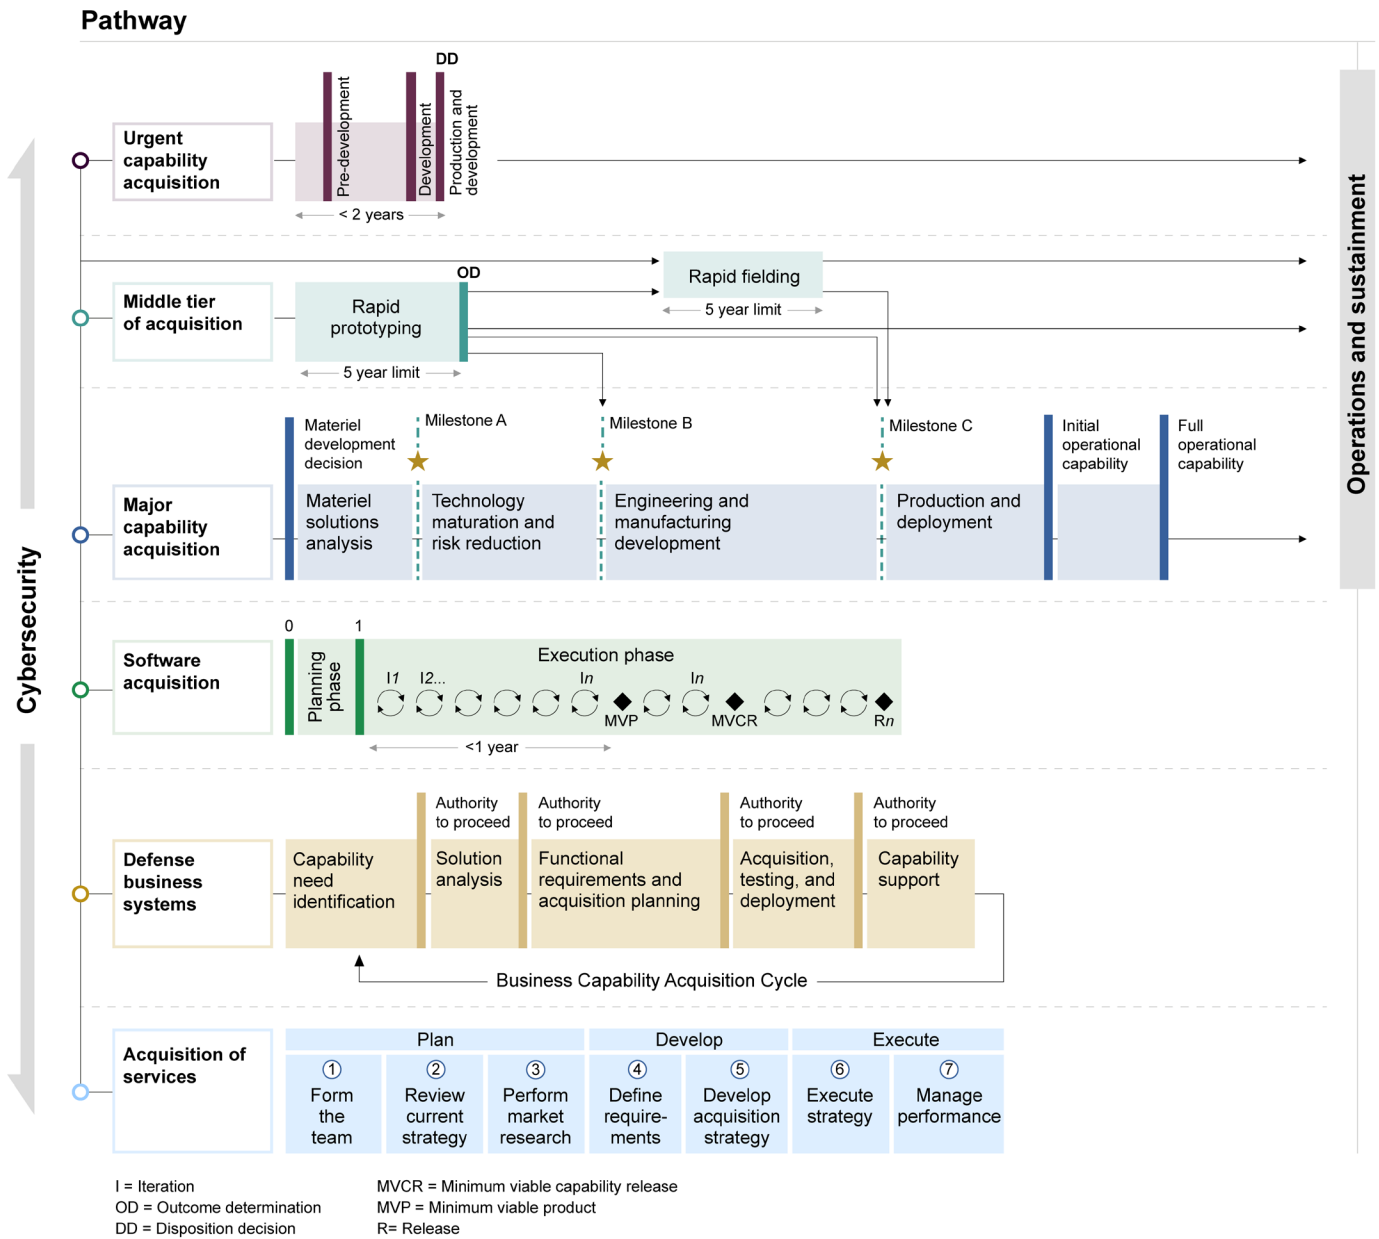 Pathway
DD
Urgent
capability
acquisition
Pre-development
Development
Production and
development
< 2 years
Middle tier
of acquisition
Rapid
prototyping
OD
5 year limit
Rapid fielding
5 year limit
Major
capability
acquisition
Materiel
development
decision
Milestone A
Milestone B
Milestone C
Initial
operational
capability
Full
operational
capability
Materiel
solutions
analysis
Technology
maturation and
risk reduction
Engineering and
manufacturing
development
Production and
deployment
Operations and sustainment
Cybersecurity
Software
acquisition
0
1
Planning
phase
Execution phase
I1
I2...
In
In
MVP
MVCR
Rn
<1 year
Defense
business
systems
Capability
need
identification
Authority
to proceed
Solution
analysis
Authority
to proceed
Functional
requirements and
acquisition planning
Authority
to proceed
Acquisition,
testing, and
deployment
Authority
to proceed
Capability
support
Business Capability Acquisition Cycle
Acquisition of
services
Plan
Develop
Execute
1
Form
the
team
2
Review
current
strategy
3
Perform
market
research
4
Define
require-
ments
5
Develop
acquisition
strategy
6
Execute
strategy
7
Manage
performance
I = Iteration
OD = Outcome determination
DD = Disposition decision
MVCR = Minimum viable capability release
MVP = Minimum viable product
R= Release